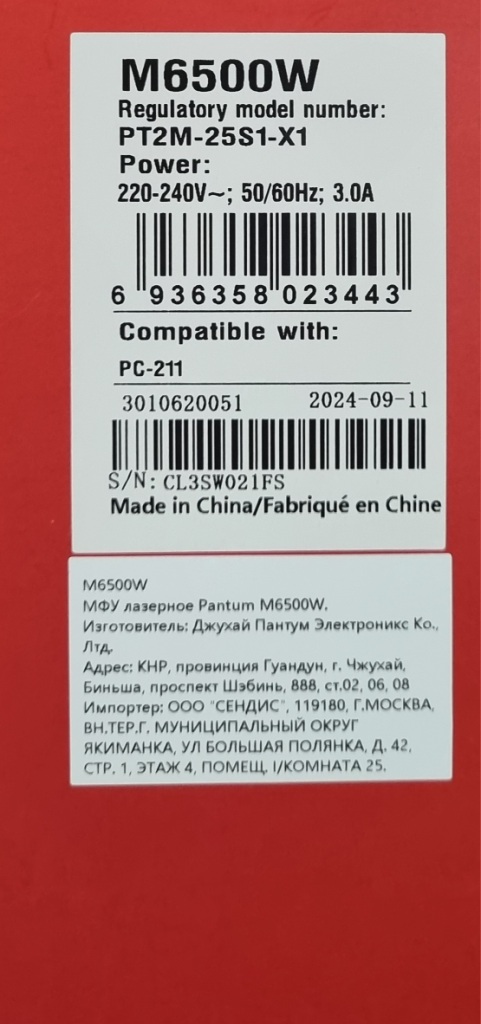 M6500W
Regulatory model number:
PT2M-25S1-X1
Power:
220-240V~; 50/60Hz; 3.0A
6 936358 023443
Compatible with:
PC-211
3010620051 2024-09-11
S/N: CL3SW021FS
Made in China/Fabriqué en Chine
M6500W
МФУ лазерное Pantum M6500W.
Изготовитель: Джухай Пантум Электроникс Ко.,
Лтд.
Адрес: КНР, провинция Гуандун, г. Чжухай,
Биньша, проспект Шэбинь, 888, ст.02, 06, 08
Импортер: ООО "СЕНДИС", 119180, Г.МОСКВА,
ВН.ТЕР.Г. МУНИЦИПАЛЬНЫЙ ОКРУГ
ЯКИМАНКА, УЛ БОЛЬШАЯ ПОЛЯНКА, Д. 42,
СТР. 1, ЭТАЖ 4, ПОМЕЩ. I/КОМНАТА 25.